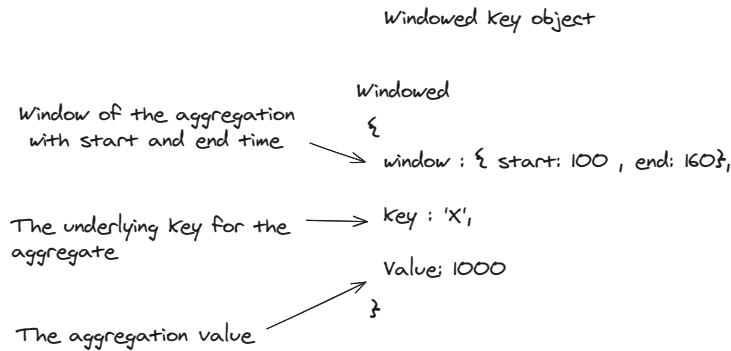 Windowed key object
Windowed
{
Window of the aggregation
with start and end time
window : { start: 100 , end: 160},
key : 'X',
The underlying key for the
aggregate
Value; 1000
}
The aggregation value